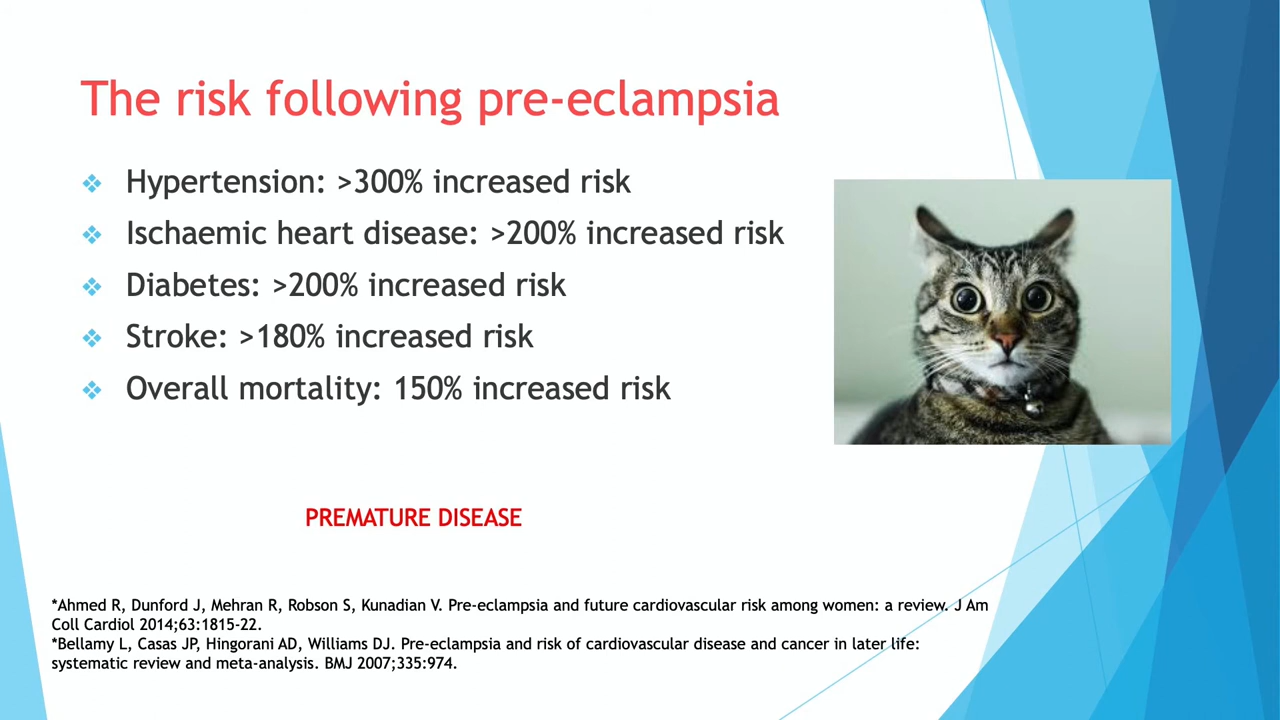 The risk following pre-eclampsia
Hypertension: >300% increased risk
Ischaemic heart disease: >200% increased risk
Diabetes: >200% increased risk
Stroke: >180% increased risk
Overall mortality: 150% increased risk
PREMATURE DISEASE
*Ahmed R, Dunford J, Mehran R, Robson S, Kunadian V. Pre-eclampsia and future cardiovascular risk among women: a review. J Am
Coll Cardiol 2014;63:1815-22.
*Bellamy L, Casas JP, Hingorani AD, Williams DJ. Pre-eclampsia and risk of cardiovascular disease and cancer in later life:
systematic review and meta-analysis. BMJ 2007;335:974.